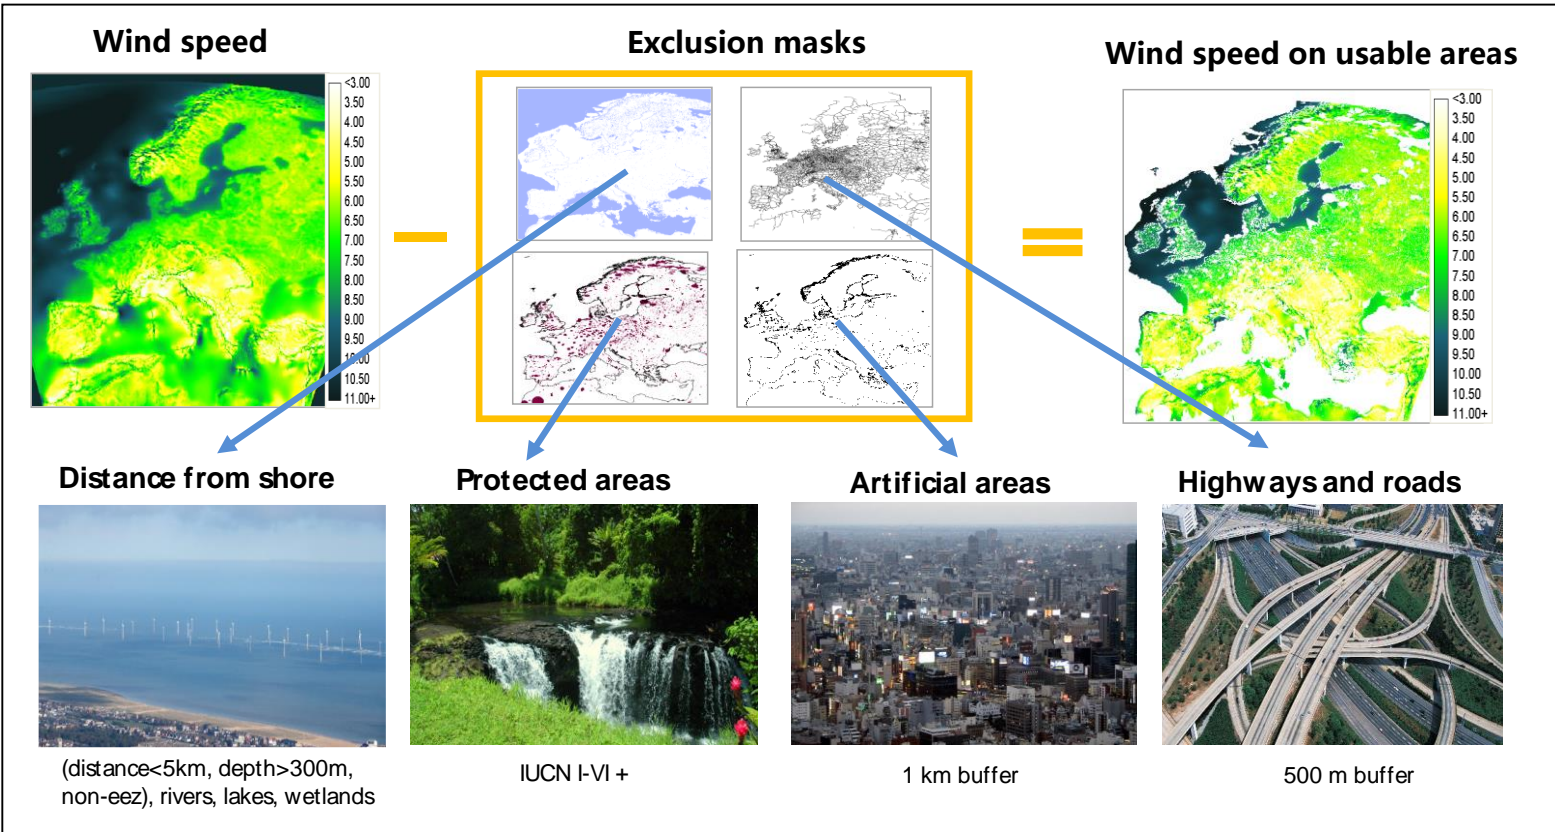 Wind speed
Exclusion masks
Wind speed on usable areas
<3.00
3.50
4.00
4.50
5.00
5.50
6.00
6.50
7.00
7.50
8.00
8.50
9.00
9.50
10.00
10.50
11.00+
<3.00
4.00
4.50
5.00
5.50
6.00
6.50
7.00
7.50
8.00
8.50
9.00
9.50
10.00
10.50
11.00+
Distance from shore
Protected areas
Artificial areas
Highways and roads
(distance<5km, depth>300m,
non-eez), rivers, lakes, wetlands
IUCN I-VI +
1 km buffer
500 m buffer